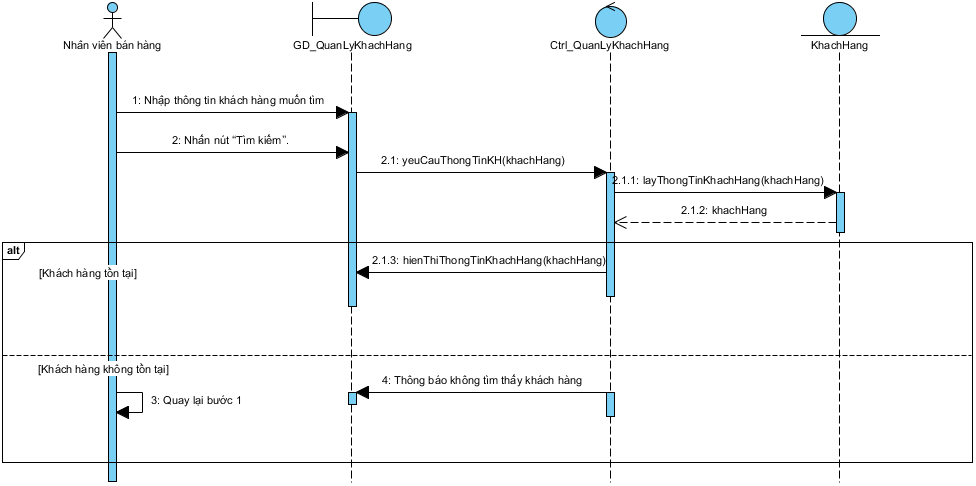 Nhân viên bán hàng
GD_QuanLyKhachHang
Ctrl_QuanLyKhachHang
KhachHang
1: Nhập thông tin khách hàng muốn tìm
2: Nhấn nút “Tìm kiếm”.
2.1: yeuCauThongTinKH(khachHang)
2.1.1: layThongTinKhachHang(khachHang)
2.1.2: khachHang
alt
2.1.3: hienThiThongTinKhachHang(khachHang)
[Khách hàng tồn tại]
[Khách hàng không tồn tại]
4: Thông báo không tìm thấy khách hàng
3: Quay lại bước 1